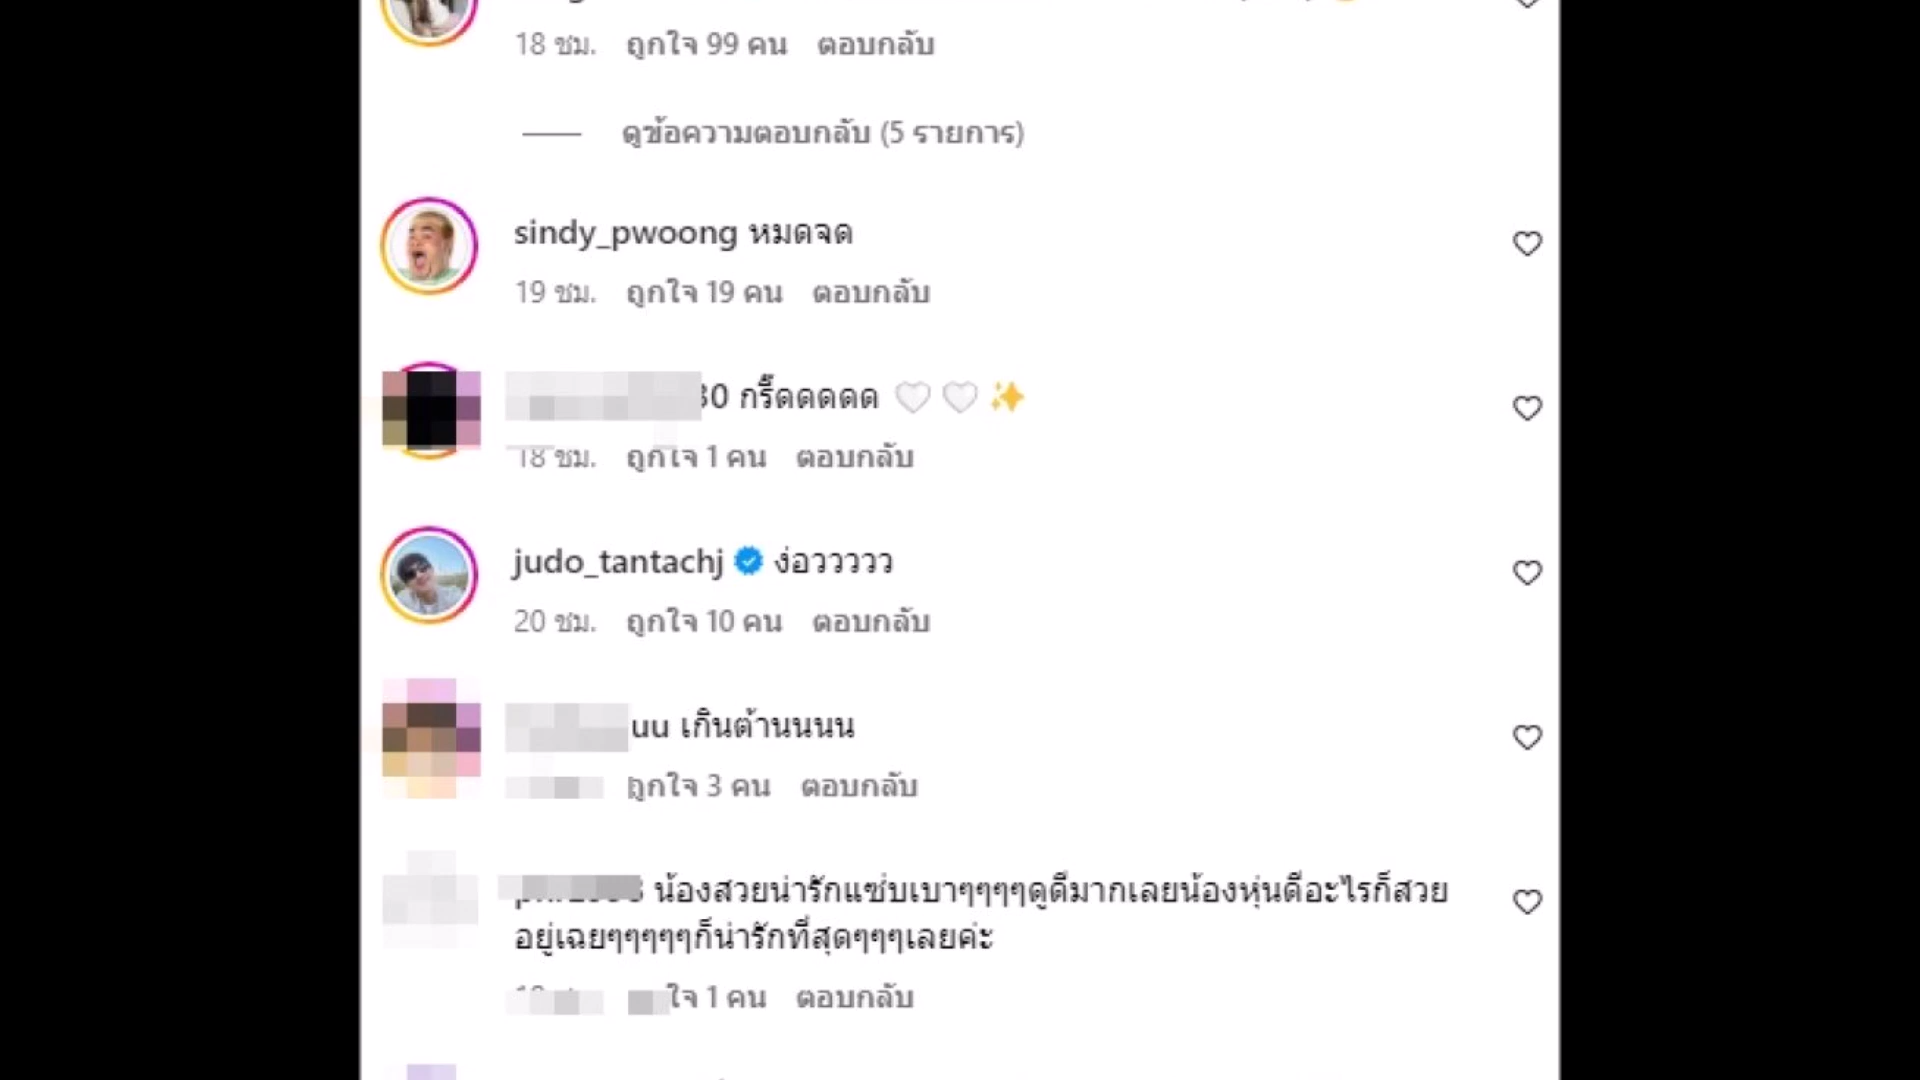 18 ชม. ถูกใจ 99 คน ตอบกลับ
ดูข้อความตอบกลับ (5 รายการ)
sindy_pwoong หมดจด
19 ชม. ถูกใจ 19 คน ตอบกลับ
30 กรี๊ดดดดด 🤍 🤍 ✨
18 ชม. ถูกใจ 1 คน ตอบกลับ
judo_tantachj ง่อววววว
20 ชม. ถูกใจ 10 คน ตอบกลับ
uu เกินต้านนนน
ถูกใจ 3 คน ตอบกลับ
น้องสวยน่ารักแซ่บเบาๆๆๆๆดูดีมากเลยน้องหุ่นดีอะไรก็สวย
อยู่เฉยๆๆๆๆๆก็น่ารักที่สุดๆๆๆเลยค่ะ
ใจ 1 คน ตอบกลับ